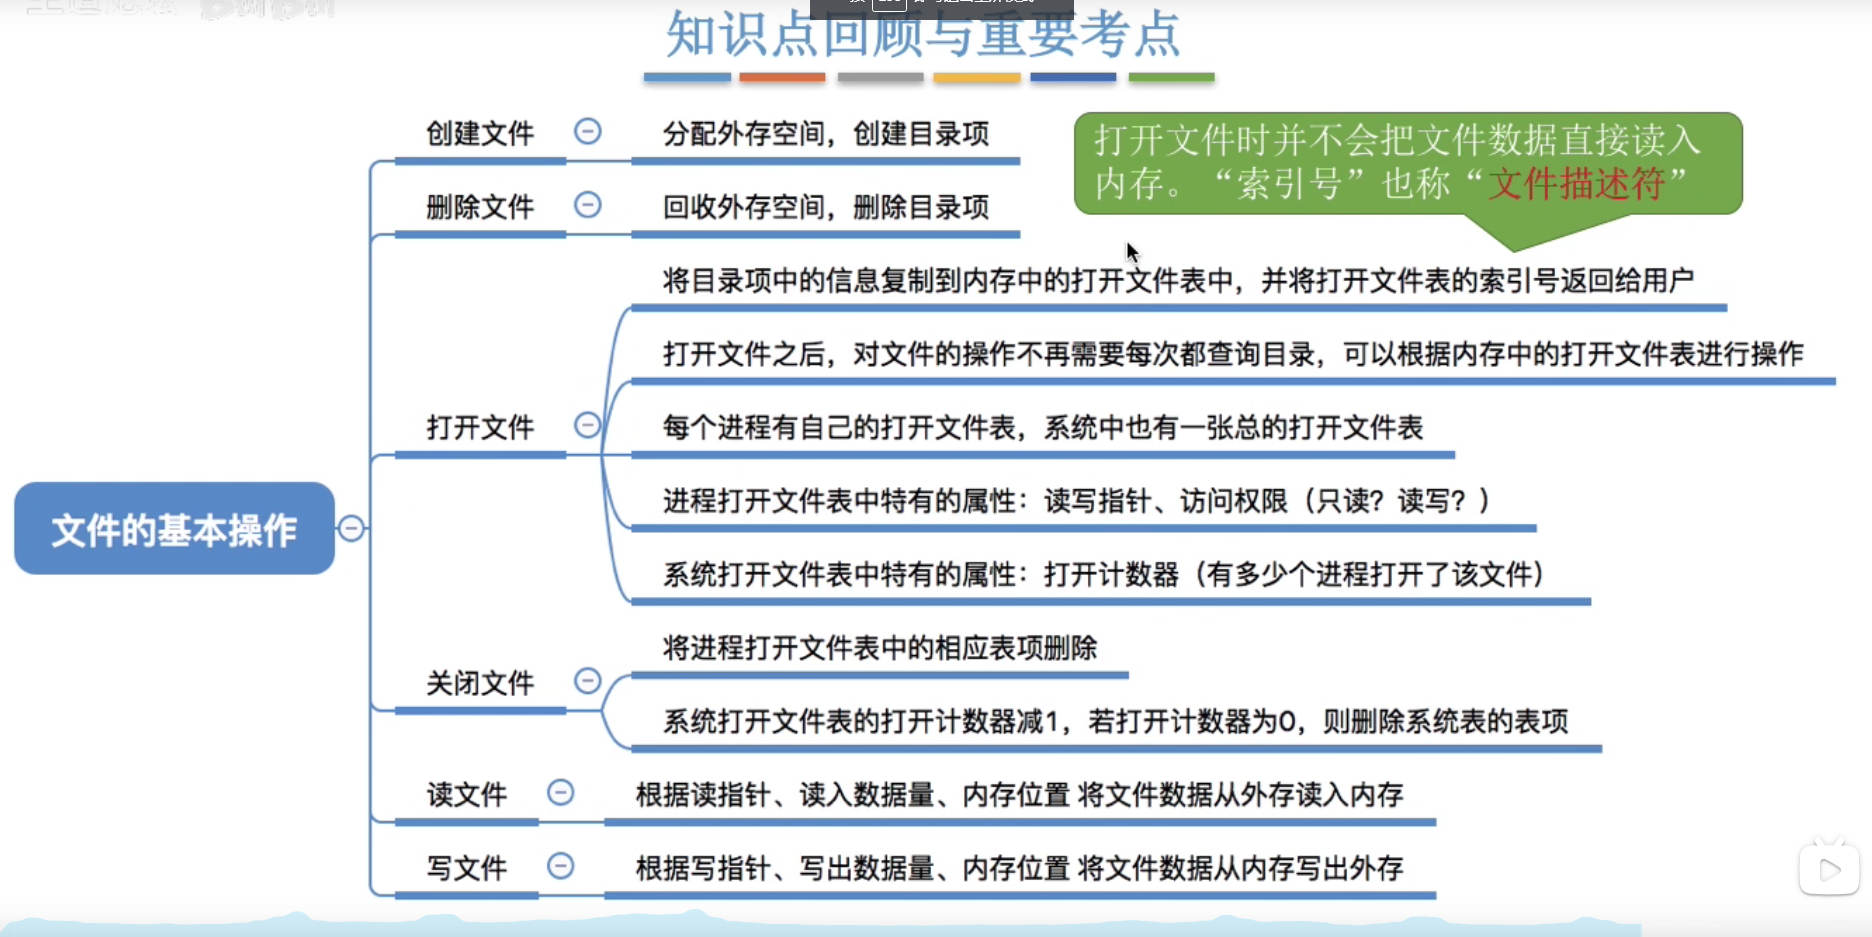 知识点回顾与重要考点
打开文件时并不会把文件数据直接读入
内存。“索引号”也称“文件描述符”
文件的基本操作
创建文件
分配外存空间，创建目录项
删除文件
回收外存空间，删除目录项
打开文件
将目录项中的信息复制到内存中的打开文件表中，并将打开文件表的索引号返回给用户
打开文件之后，对文件的操作不再需要每次都查询目录，可以根据内存中的打开文件表进行操作
每个进程有自己的打开文件表，系统中也有一张总的打开文件表
进程打开文件表中特有的属性：读写指针、访问权限（只读？读写？）
系统打开文件表中特有的属性：打开计数器（有多少个进程打开了该文件）
关闭文件
将进程打开文件表中的相应表项删除
系统打开文件表的打开计数器减1，若打开计数器为0，则删除系统表的表项
读文件
根据读指针、读入数据量、内存位置 将文件数据从外存读入内存
写文件
根据写指针、写出数据量、内存位置 将文件数据从内存写出外存